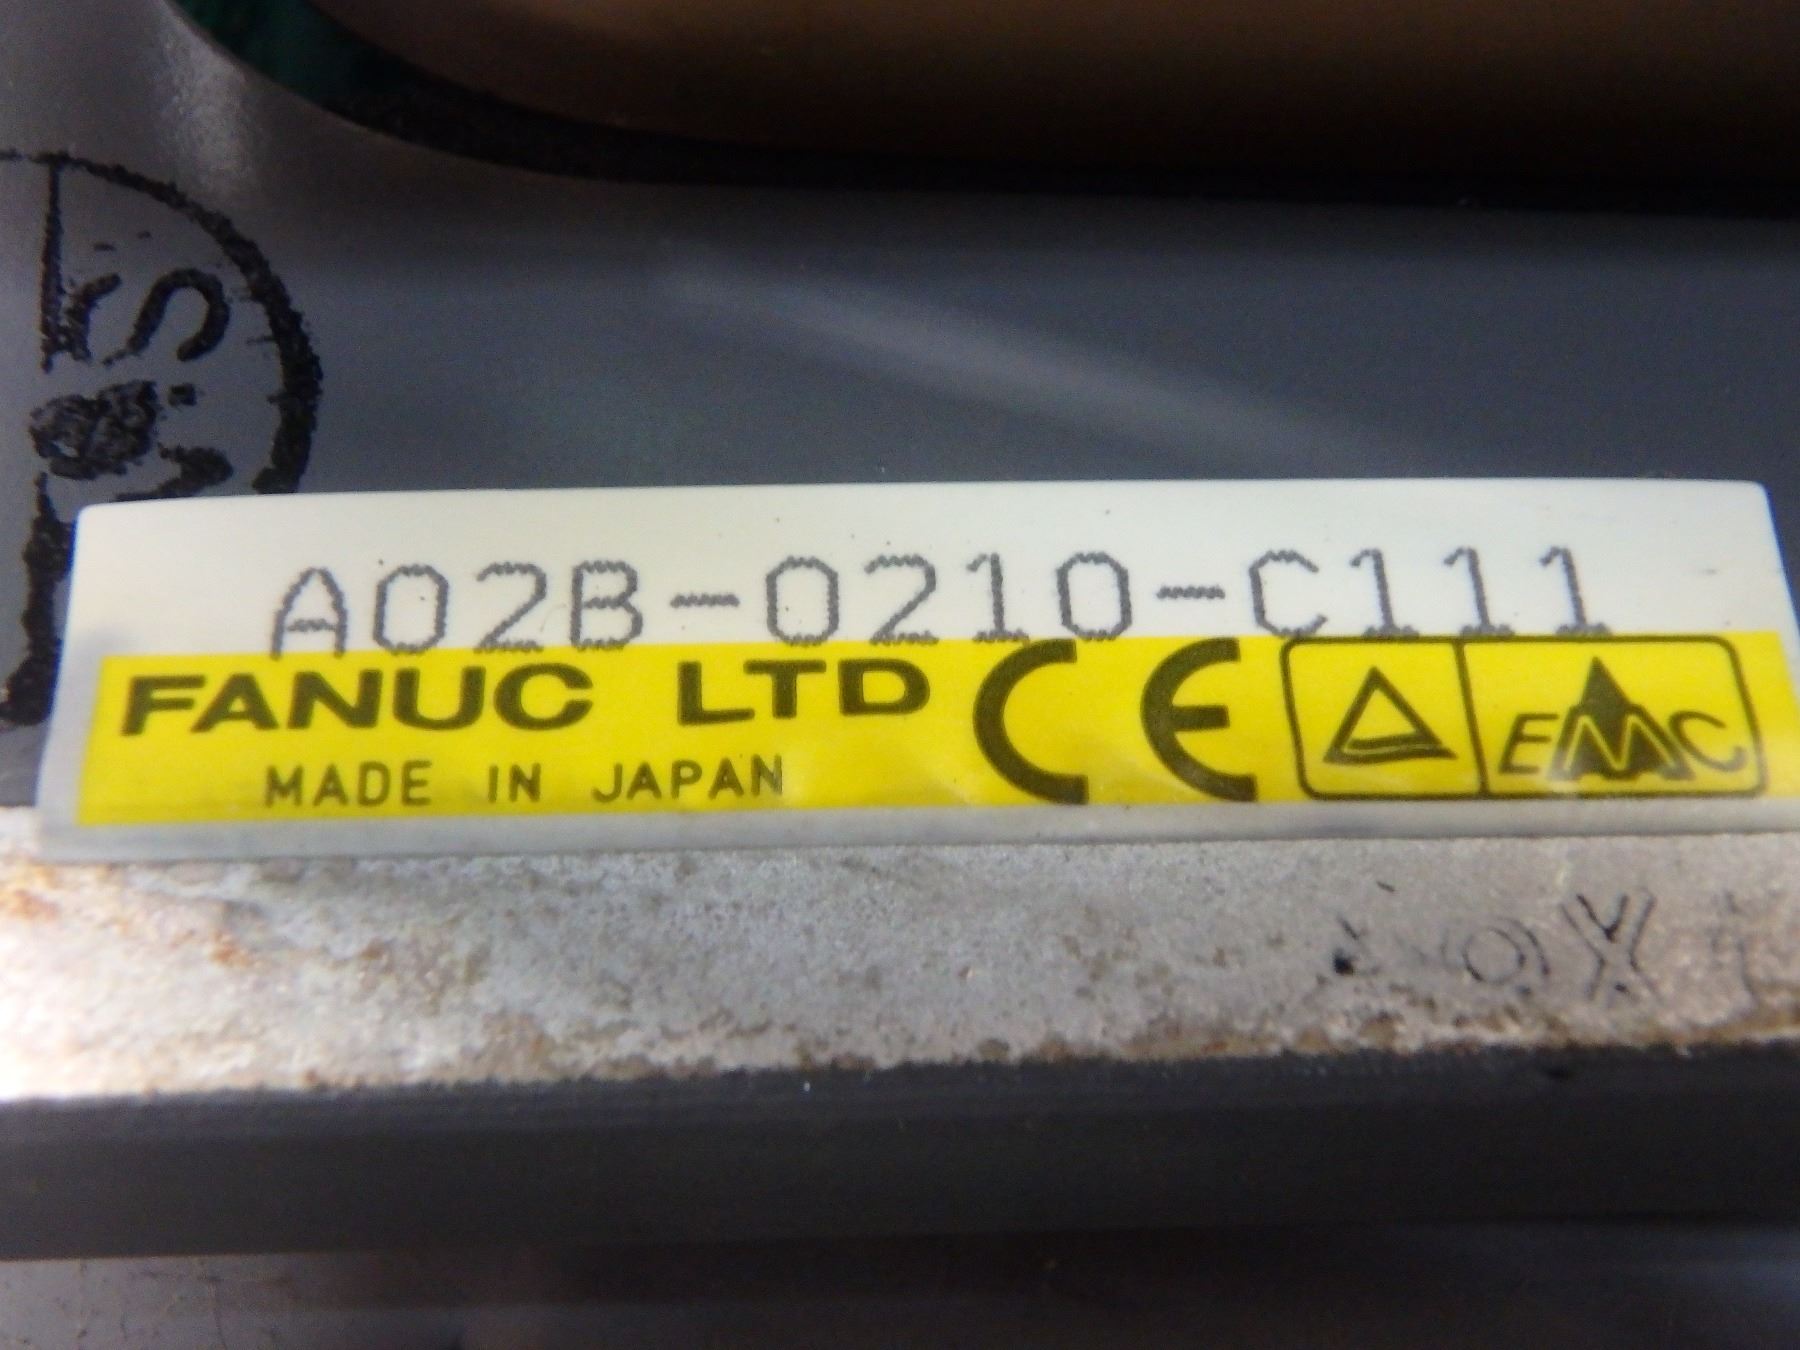 A02B-0210-C111
FANUC LTD CE EMC
MADE IN JAPAN